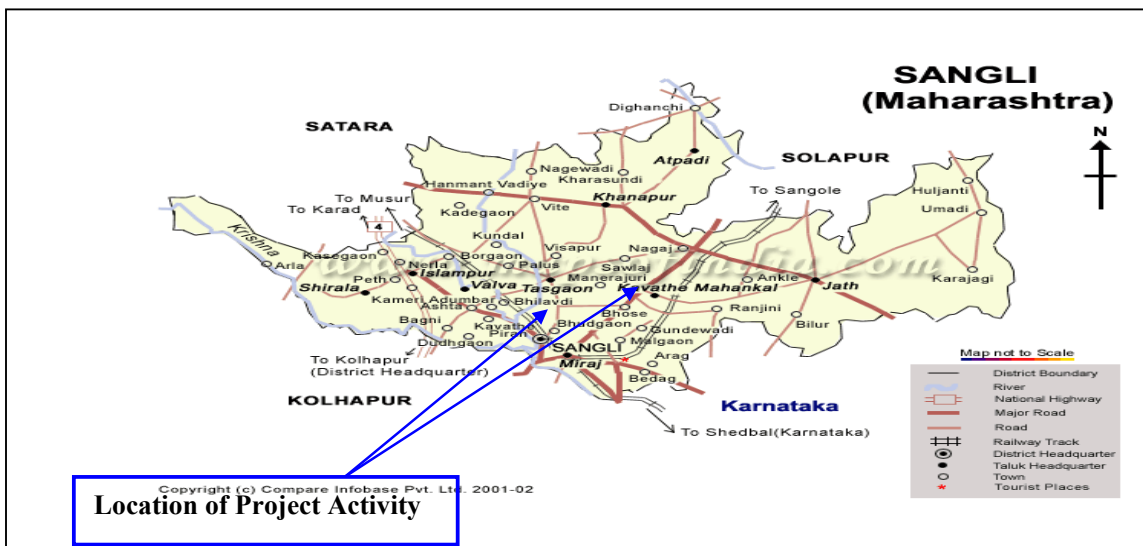 SANGLI
(Maharashtra)
N
SATARA
SOLAPUR
Dighanchi
Atpadi
Nagewadi
Kharasundi
Hanmant Vadiye
Khanapur
To Sangole
Huljanti
Umadi
To Musur
To Karad
4
Kadegaon
Vite
Krishna
Kundal
Visapur
Nagaj
Kasegaon
Borgaon
Arla
Nerla
Palus
Sawlaj
Ankle
Karajagi
Peth
Islampur
Manerajuri
Shirala
Valva
Tasgaon
Kavathe Mahankal
Jath
Kameri
Adumbar
Bhilavdi
Ashta
Bhose
Ranjini
Bilur
Bagni
Kavathe
Piran
Bhudgaon
Gundewadi
Dudhgaon
SANGLI
Malgaon
Miraj
Arag
Bedag
To Kolhapur
(District Headquarter)
KOLHAPUR
Karnataka
To Shedbal(Karnataka)
Map not to Scale
District Boundary
River
National Highway
Major Road
Road
Railway Track
District Headquarter
Taluk Headquarter
Town
Tourist Places
Copyright (c) Compare Infobase Pvt. Ltd. 2001-02
Location of Project Activity